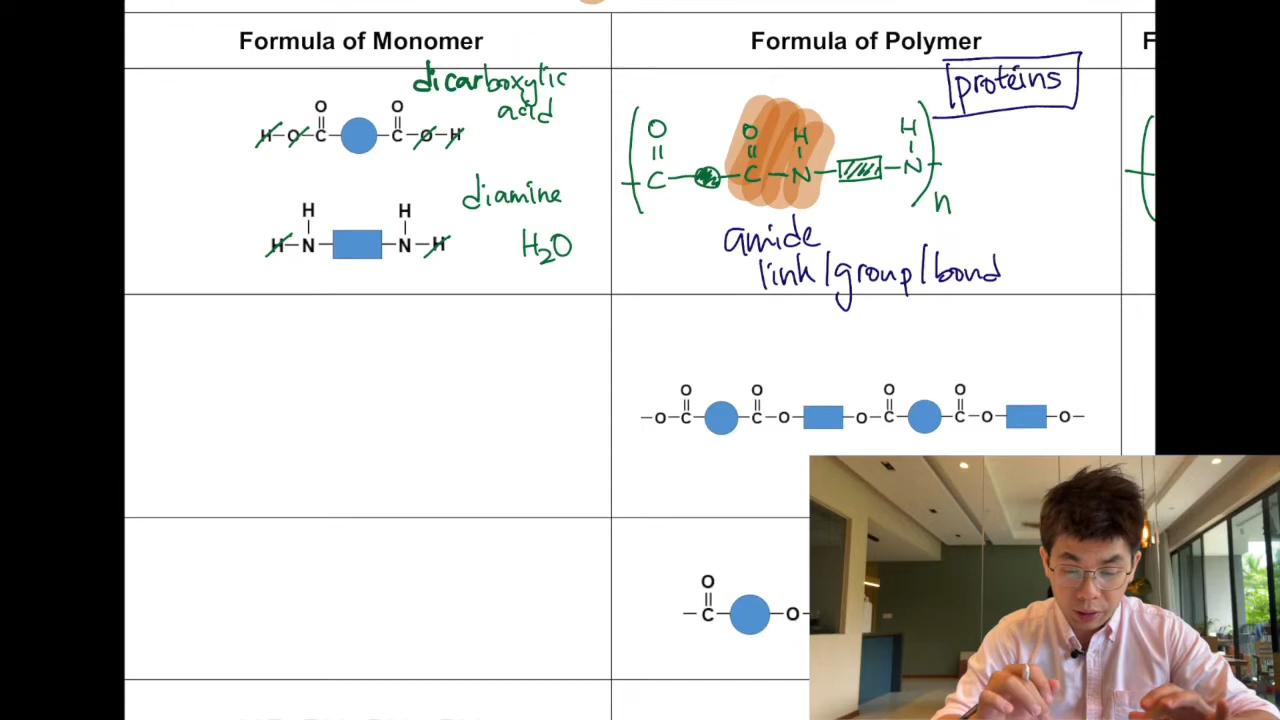 Formula of Monomer
Formula of Polymer
F
dicarboxylic
acid
O
O
H-O-C
C-O-H
diamine
H
H
H-N
N-H
H₂O
proteins
O
O
H
H
C
C-N
-N
n
amide
link/group/bond
O
O
O
O
-O-C
C-O
O-C
C-O
O-
O
-C
O